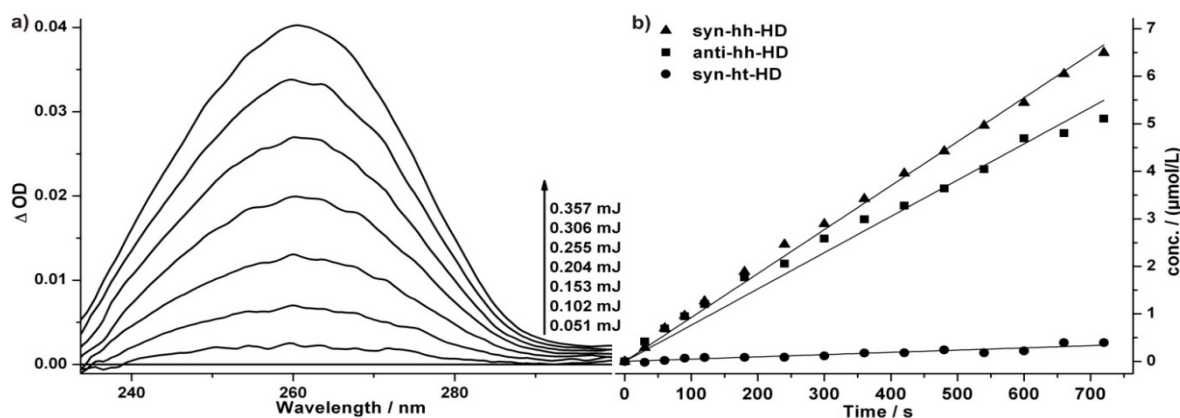 a)
0.04
0.03
0.02
0.01
0.00
Δ OD
240
260
280
Wavelength / nm
0.357 mJ
0.306 mJ
0.255 mJ
0.204 mJ
0.153 mJ
0.102 mJ
0.051 mJ
b)
syn-hh-HD
anti-hh-HD
syn-ht-HD
7
6
5
4
3
2
1
0
conc. / (µmol/L)
0 100 200 300 400 500 600 700
Time / s